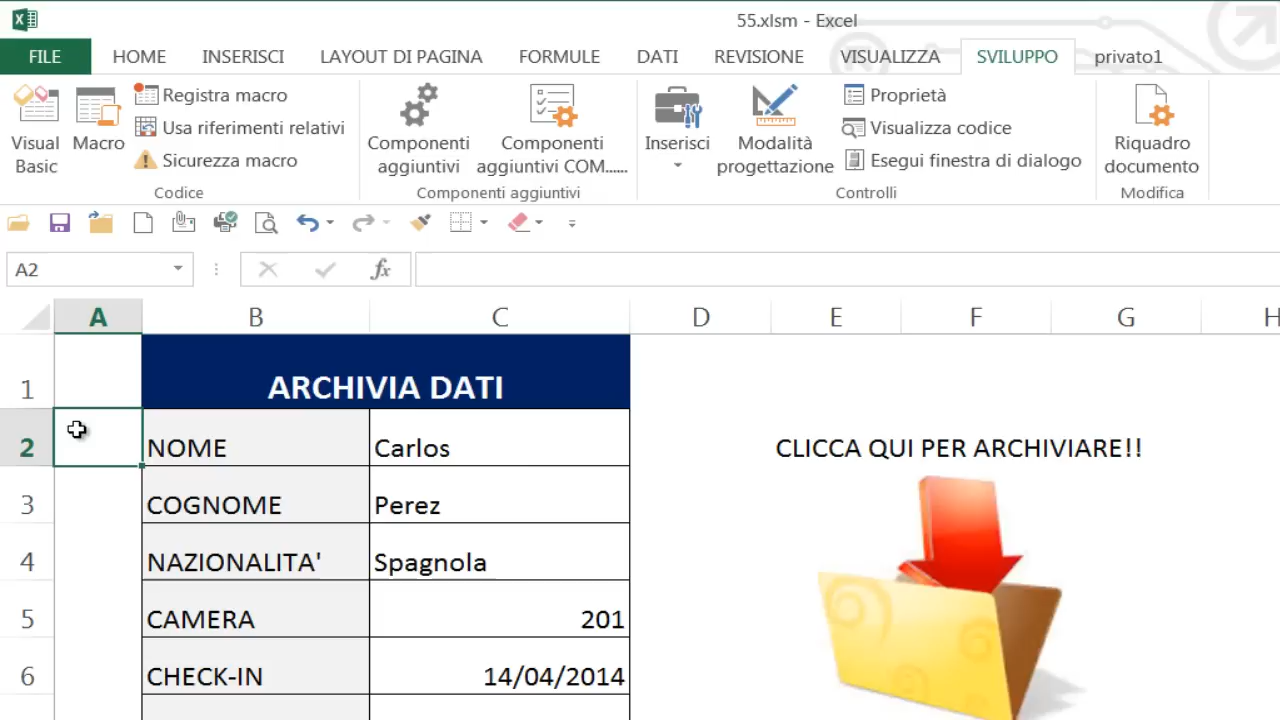 55.xlsm - Excel
FILE HOME INSERISCI LAYOUT DI PAGINA FORMULE DATI REVISIONE VISUALIZZA SVILUPPO privato1
Visual Basic
Macro
Registra macro
Usa riferimenti relativi
Sicurezza macro
Codice
Componenti aggiuntivi
Componenti aggiuntivi COM......
Componenti aggiuntivi
Inserisci
Modalità progettazione
Proprietà
Visualizza codice
Esegui finestra di dialogo
Controlli
Riquadro documento
Modifica
A2 fx
A B C D E F G H
1 ARCHIVIA DATI
2 NOME Carlos CLICCA QUI PER ARCHIVIARE!!
3 COGNOME Perez
4 NAZIONALITA' Spagnola
5 CAMERA 201
6 CHECK-IN 14/04/2014